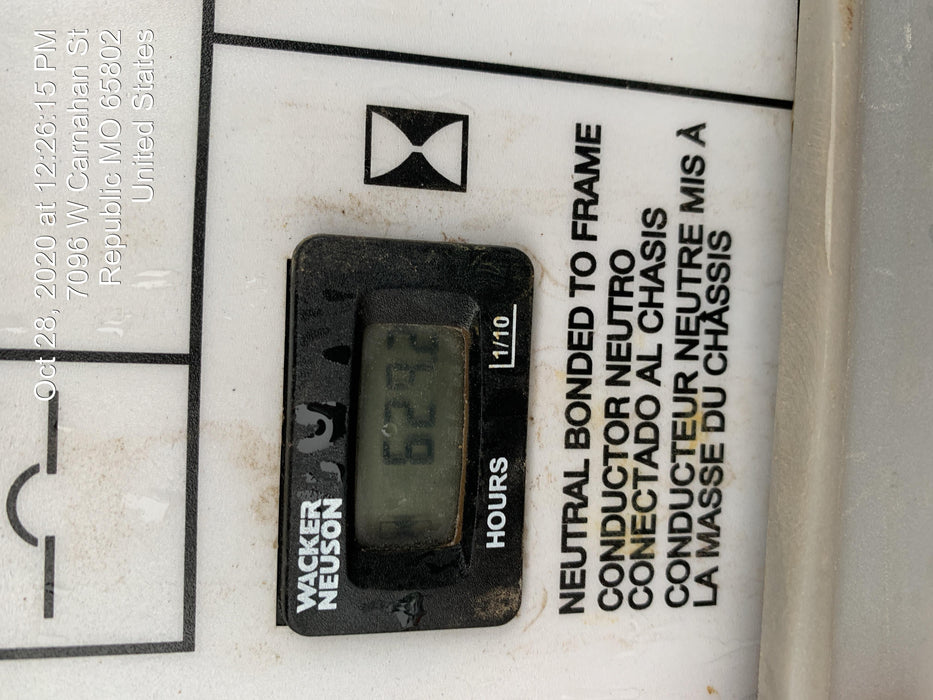 Oct 28, 2020 at 12:26:15 PM
7096 W Carnahan St
Republic MO 65802
United States
WACKER
NEUSON
HOURS
1/10
NEUTRAL BONDED TO FRAME
CONDUCTOR NEUTRO
CONECTADO AL CHASIS
CONDUCTEUR NEUTRE MIS À
LA MASSE DU CHÂSSIS